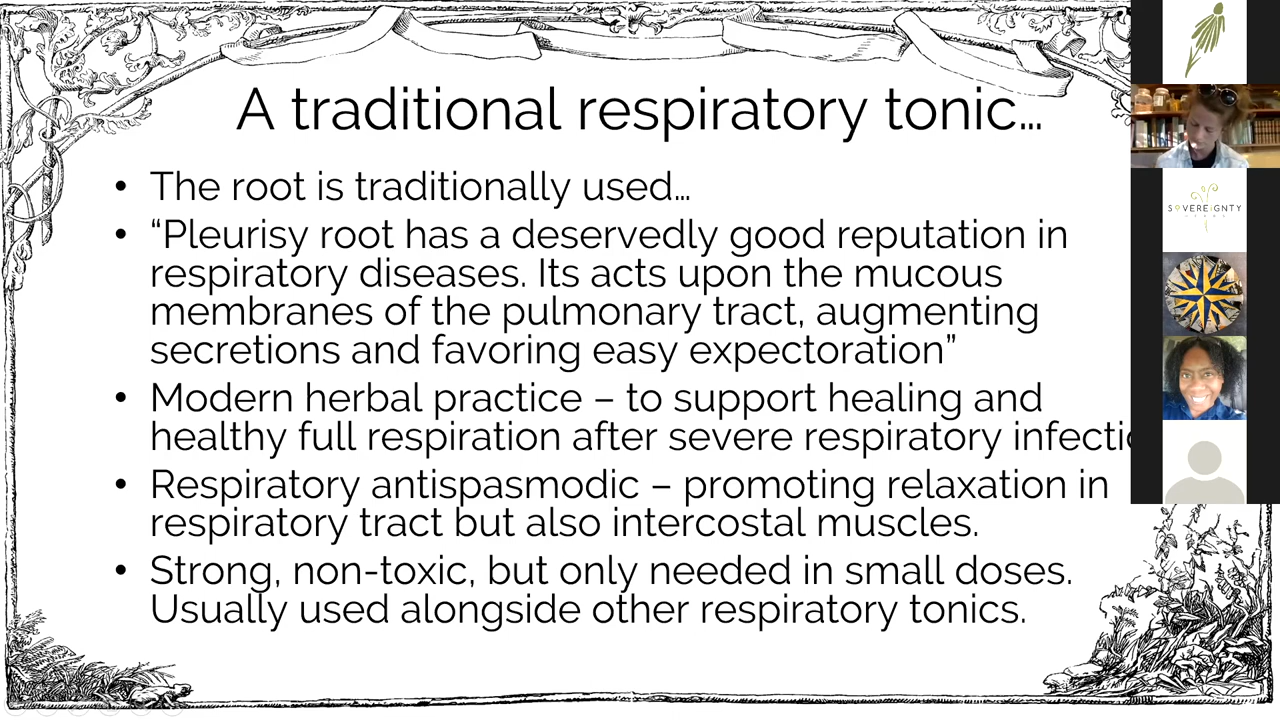 A traditional respiratory tonic…
• The root is traditionally used…
• “Pleurisy root has a deservedly good reputation in
respiratory diseases. Its acts upon the mucous
membranes of the pulmonary tract, augmenting
secretions and favoring easy expectoration”
• Modern herbal practice – to support healing and
healthy full respiration after severe respiratory infectio
• Respiratory antispasmodic – promoting relaxation in
respiratory tract but also intercostal muscles.
• Strong, non-toxic, but only needed in small doses.
Usually used alongside other respiratory tonics.
SOVEREIGNTY